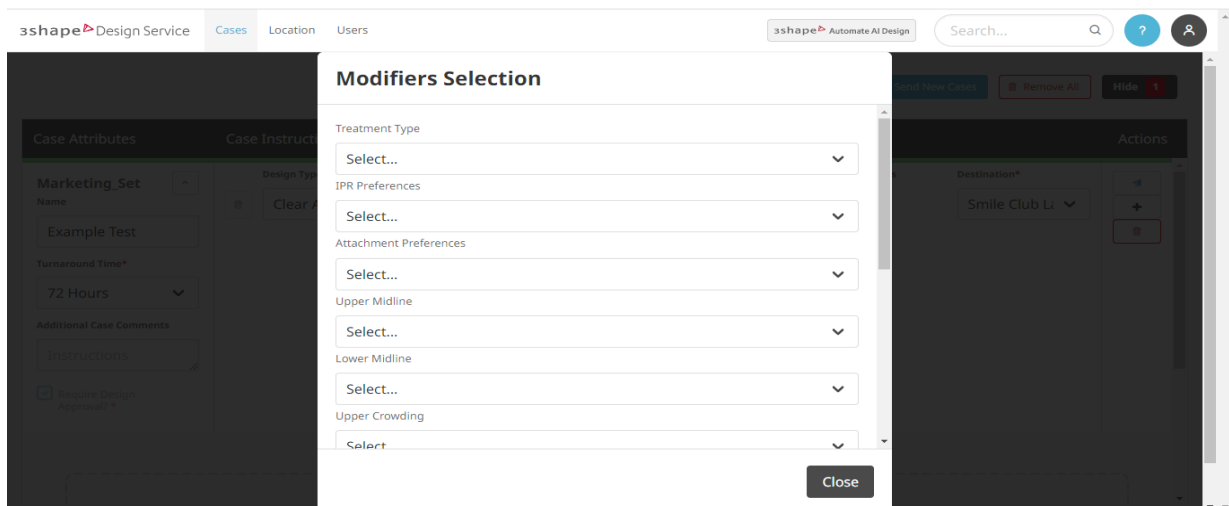 3shape Design Service Cases Location Users 3shape Automate AI Design Search... ?
Modifiers Selection
Send New Cases Remove All Hide 1
Case Attributes Case Actions
Treatment Type
Select...
Marketing_Set Design Destination*
Name IPR Preferences
Clear Smile Club
Example Test Select...
Attachment Preferences
Turnaround Time*
72 Hours Select...
Upper Midline
Additional Case Comments
Select...
Instructions
Lower Midline
Require Design
Approval? *
Select...
Upper Crowding
Select
Close